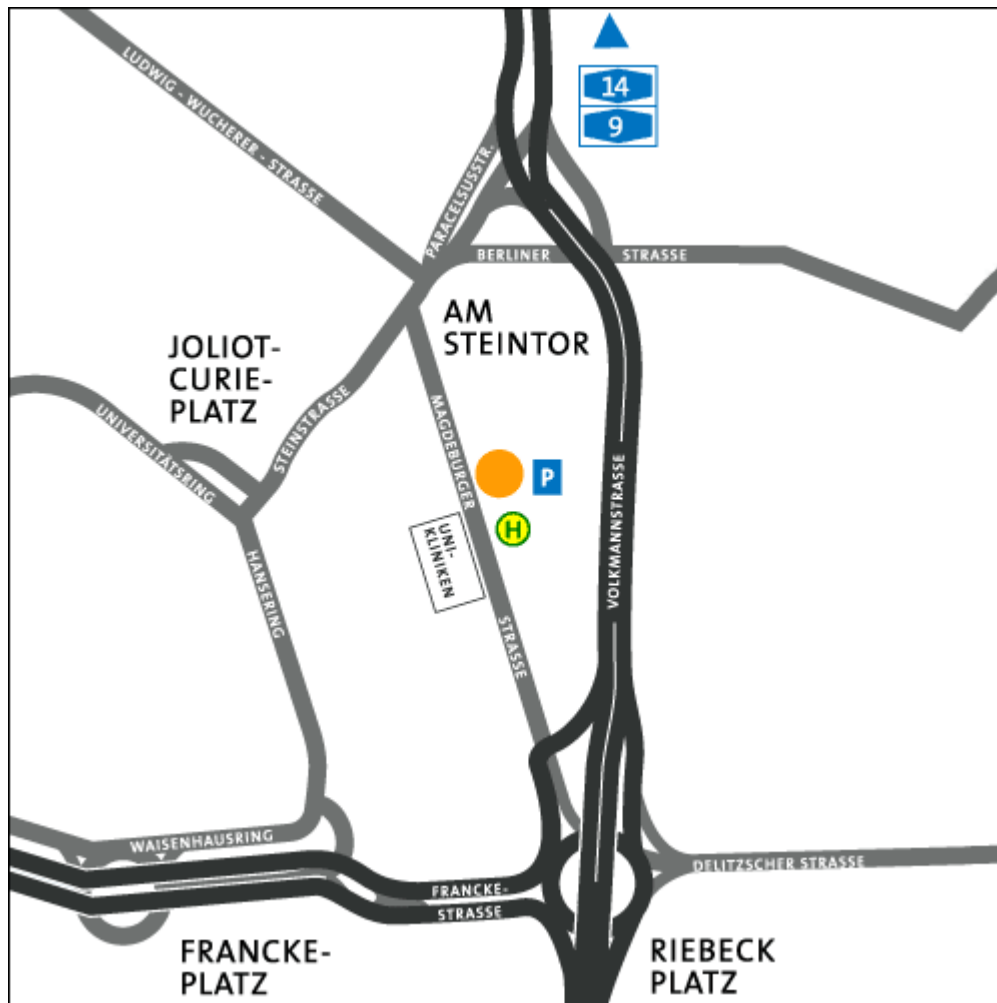 14
9
LUDWIG - WUCHERER - STRASSE
PARACELSUSSTR.
BERLINER STRASSE
AM
STEINTOR
JOLIOT-
CURIE-
PLATZ
UNIVERSITÄTSRING
STEINSTRASSE
MAGDEBURGER STRASSE
P
H
UNI-
KLINIKEN
VOLKMANNSTRASSE
HANSERING
WAISENHAUSRING
DELITZSCHER STRASSE
FRANCKE-
STRASSE
FRANCKE-
PLATZ
RIEBECK
PLATZ